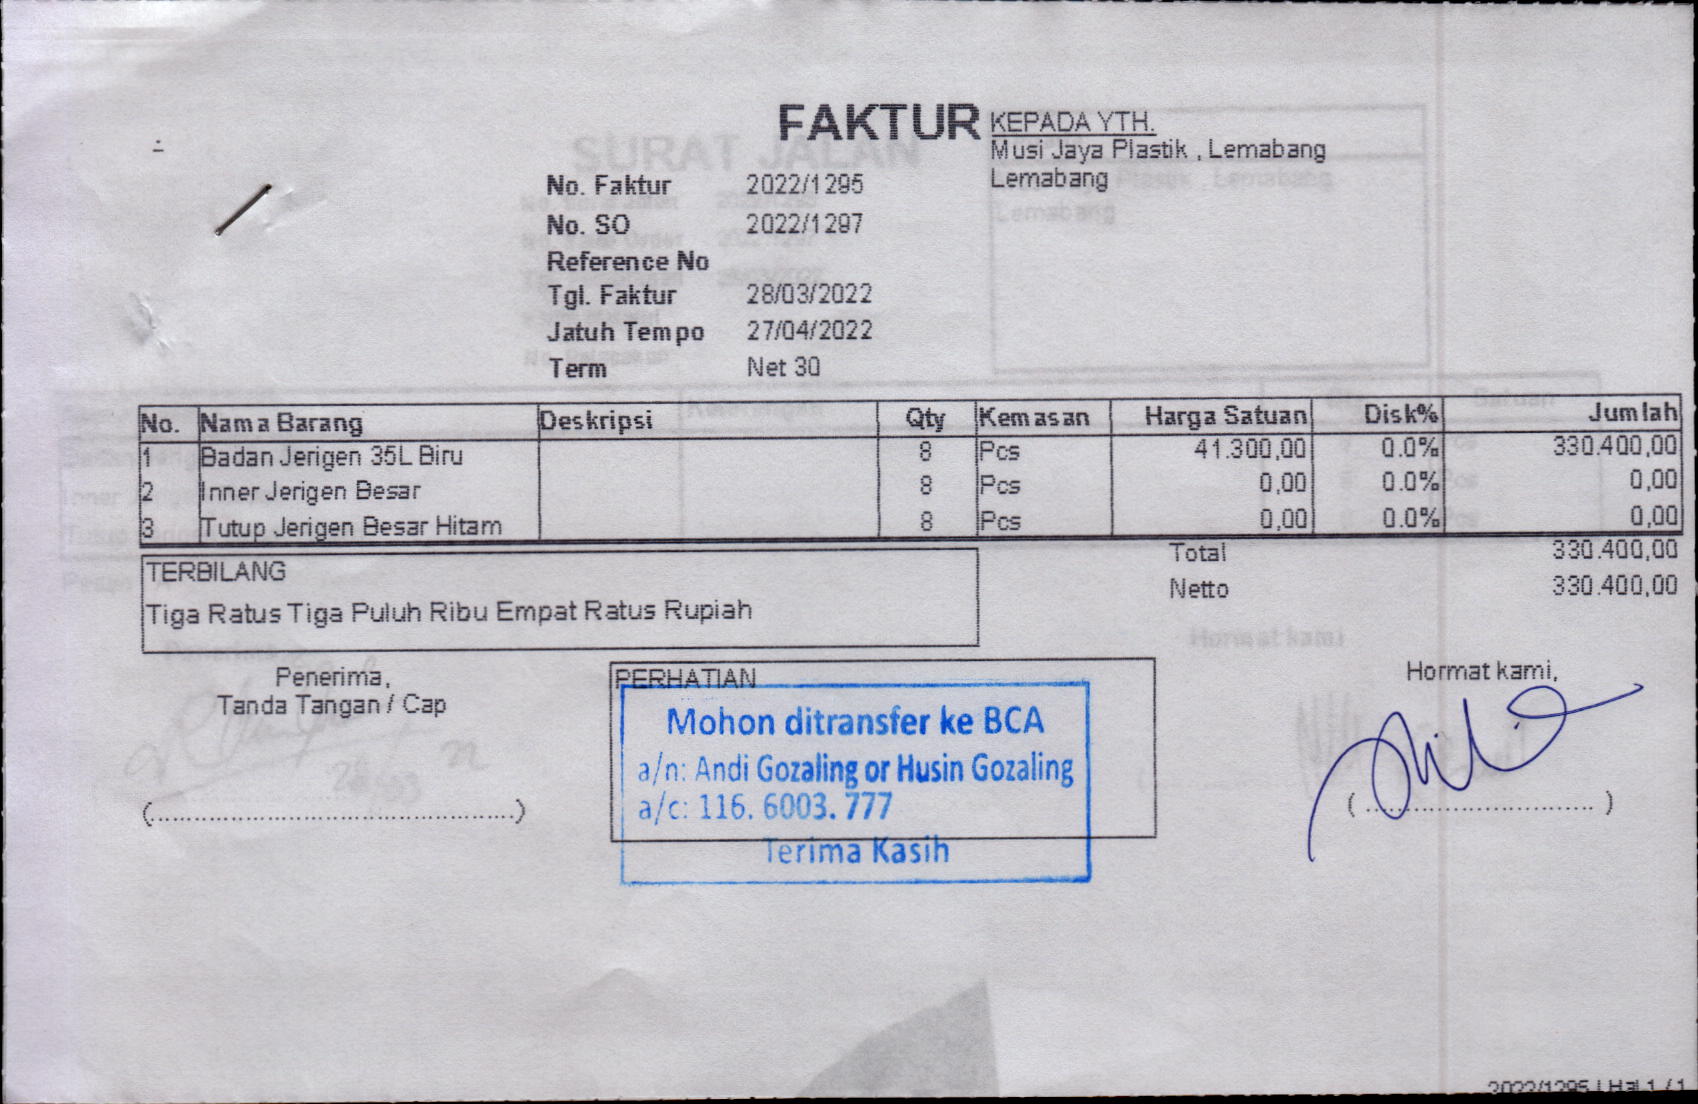 FAKTUR
KEPADA YTH.
Musi Jaya Plastik , Lemabang
Lemabang
No. Faktur 2022/1295
No. SO 2022/1297
Reference No
Tgl. Faktur 28/03/2022
Jatuh Tempo 27/04/2022
Term Net 30
No. Nama Barang Deskripsi Qty Kemasan Harga Satuan Disk% Jumlah
1 Badan Jerigen 35L Biru 8 Pcs 41.300,00 0.0% 330.400,00
2 Inner Jerigen Besar 8 Pcs 0,00 0.0% 0,00
3 Tutup Jerigen Besar Hitam 8 Pcs 0,00 0.0% 0,00
Total 330.400,00
Netto 330.400,00
TERBILANG
Tiga Ratus Tiga Puluh Ribu Empat Ratus Rupiah
Penerima,
Tanda Tangan / Cap
(..........................................)
PERHATIAN
Mohon ditransfer ke BCA
a/n: Andi Gozaling or Husin Gozaling
a/c: 116. 6003. 777
Terima Kasih
Hormat kami,
( .......................... )
2022/1295 | Hal 1 / 1